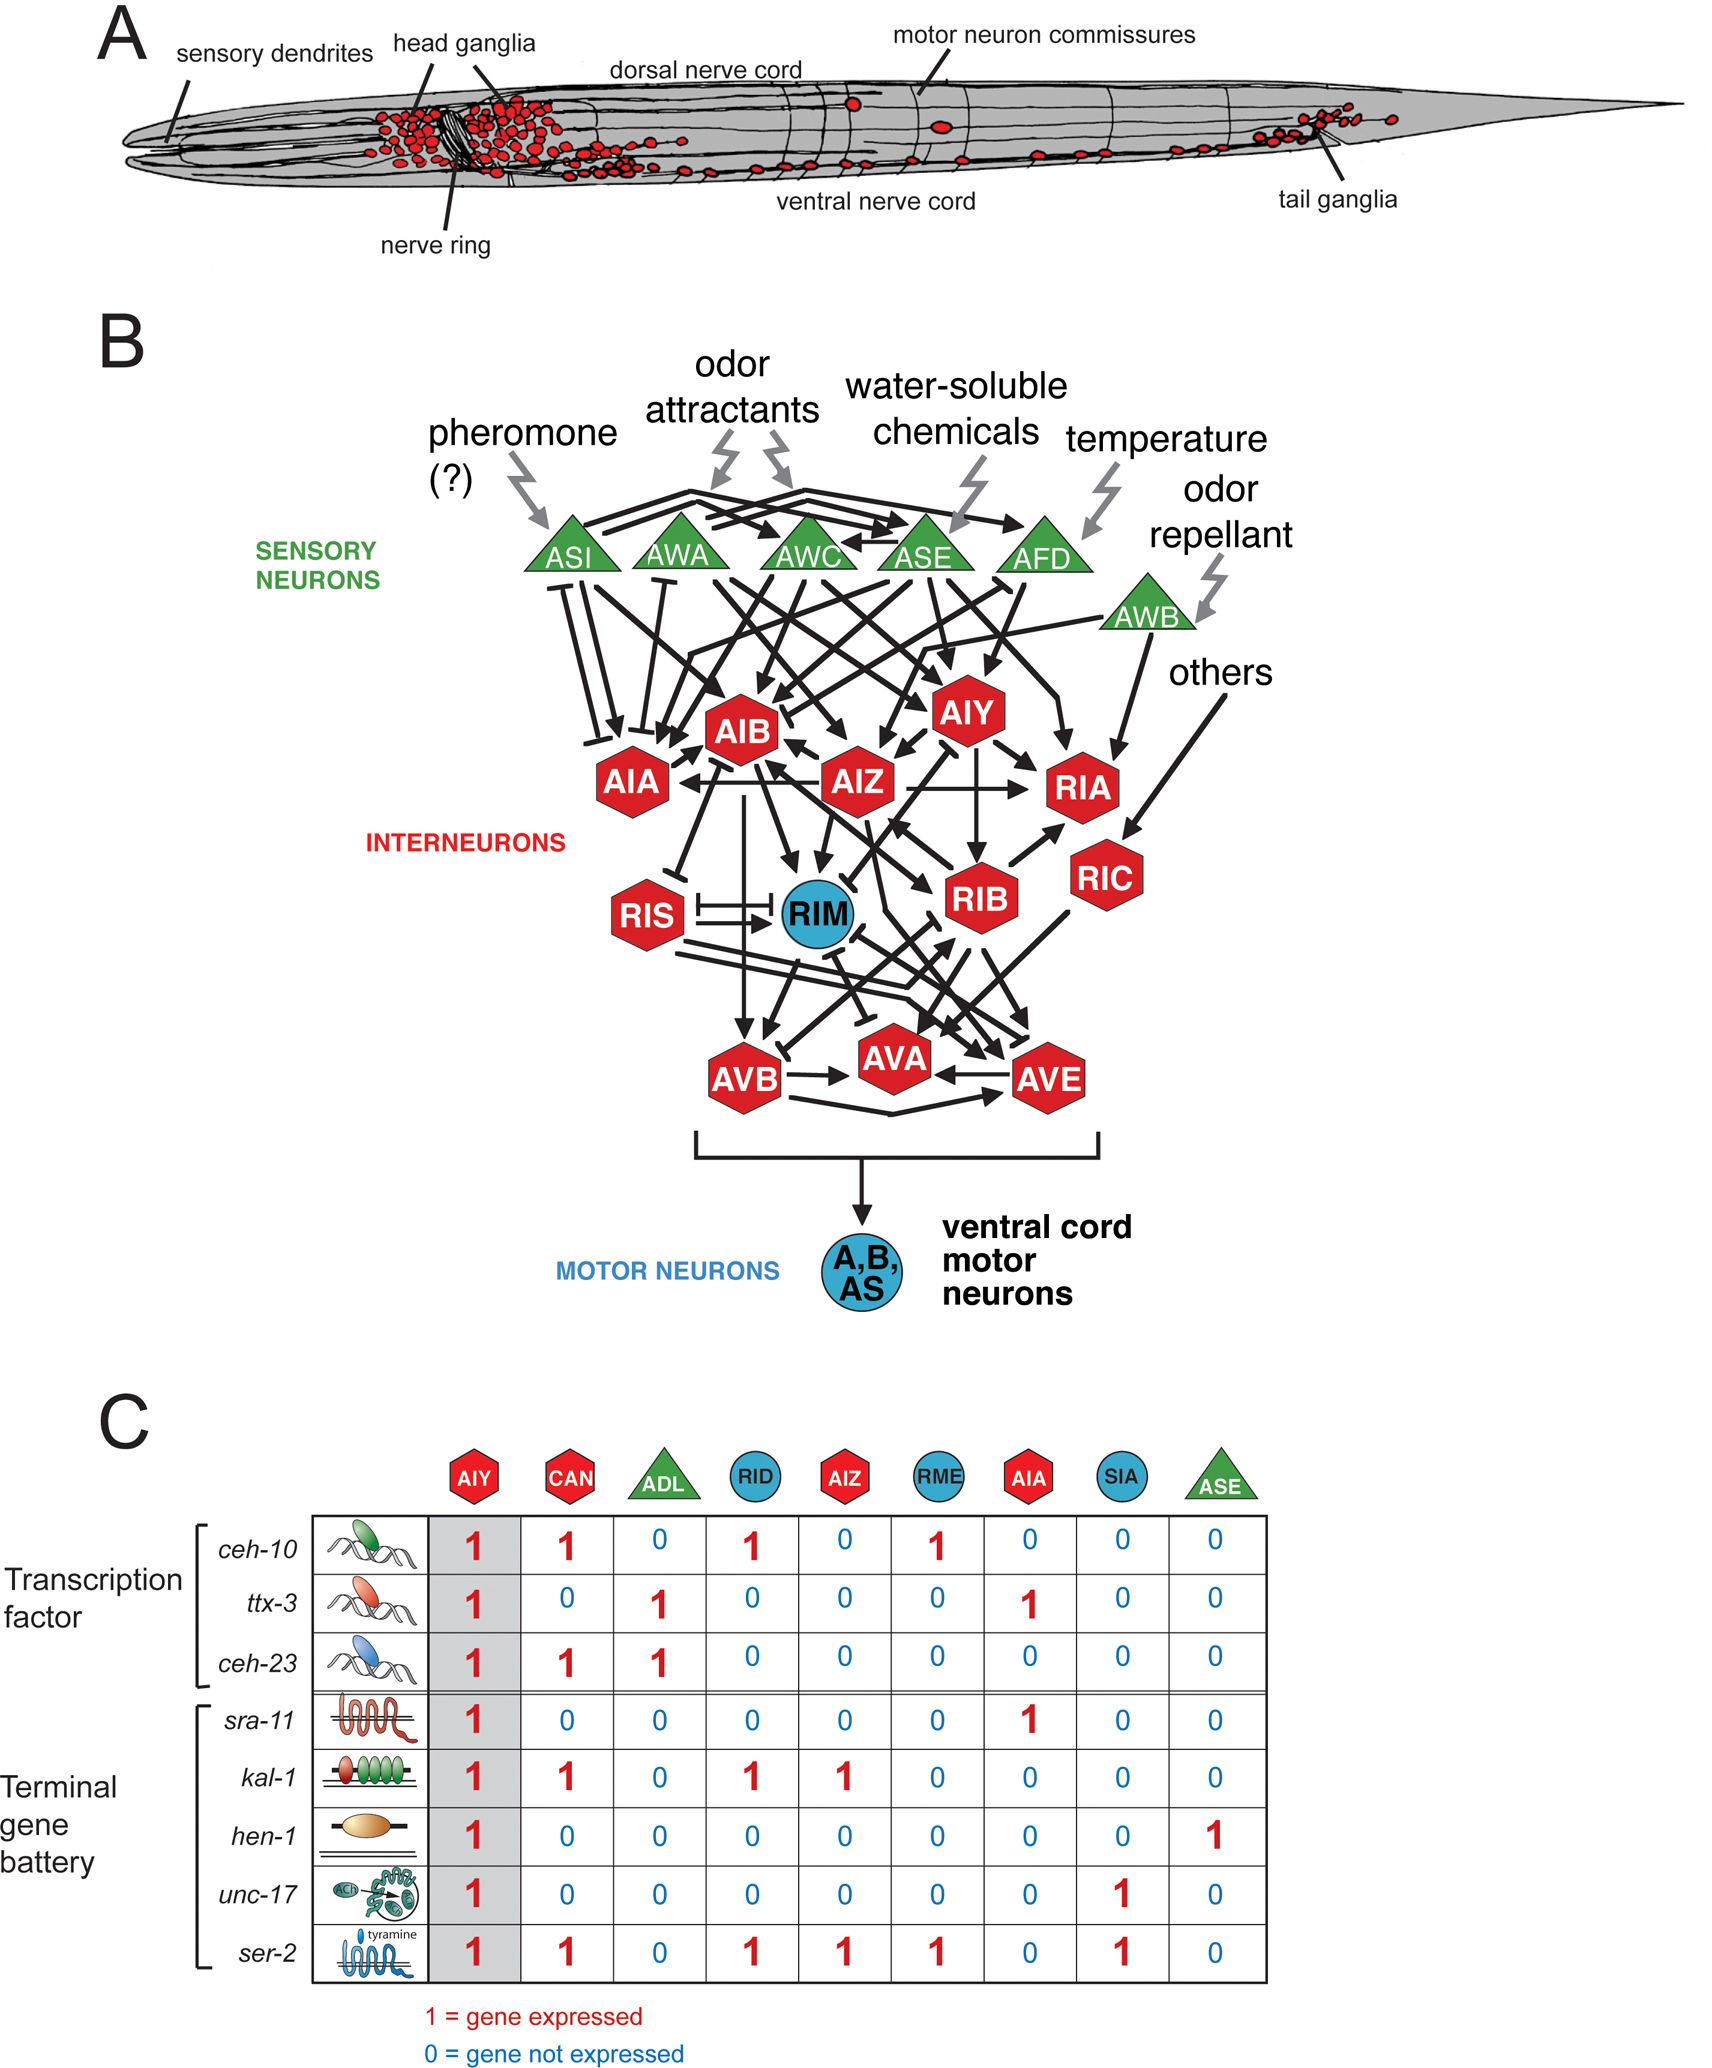 A
sensory dendrites
head ganglia
dorsal nerve cord
motor neuron commissures
nerve ring
ventral nerve cord
tail ganglia
B
odor
attractants
water-soluble
chemicals
pheromone
(?)
temperature
odor
repellant
SENSORY
NEURONS
ASI
AWA
AWC
ASE
AFD
AWB
others
AIB
AIY
AIA
AIZ
RIA
INTERNEURONS
RIC
RIS
RIM
RIB
AVB
AVA
AVE
MOTOR NEURONS
A,B,
AS
ventral cord
motor
neurons
C
AIY CAN ADL RID AIZ RME AIA SIA ASE
Transcription
factor
ceh-10 1 1 0 1 0 1 0 0 0
ttx-3 1 0 1 0 0 0 1 0 0
ceh-23 1 1 1 0 0 0 0 0 0
Terminal
gene
battery
sra-11 1 0 0 0 0 0 1 0 0
kal-1 1 1 0 1 1 0 0 0 0
hen-1 1 0 0 0 0 0 0 0 1
unc-17 ACh 1 0 0 0 0 0 0 1 0
ser-2 tyramine 1 1 0 1 1 1 0 1 0
1 = gene expressed
0 = gene not expressed